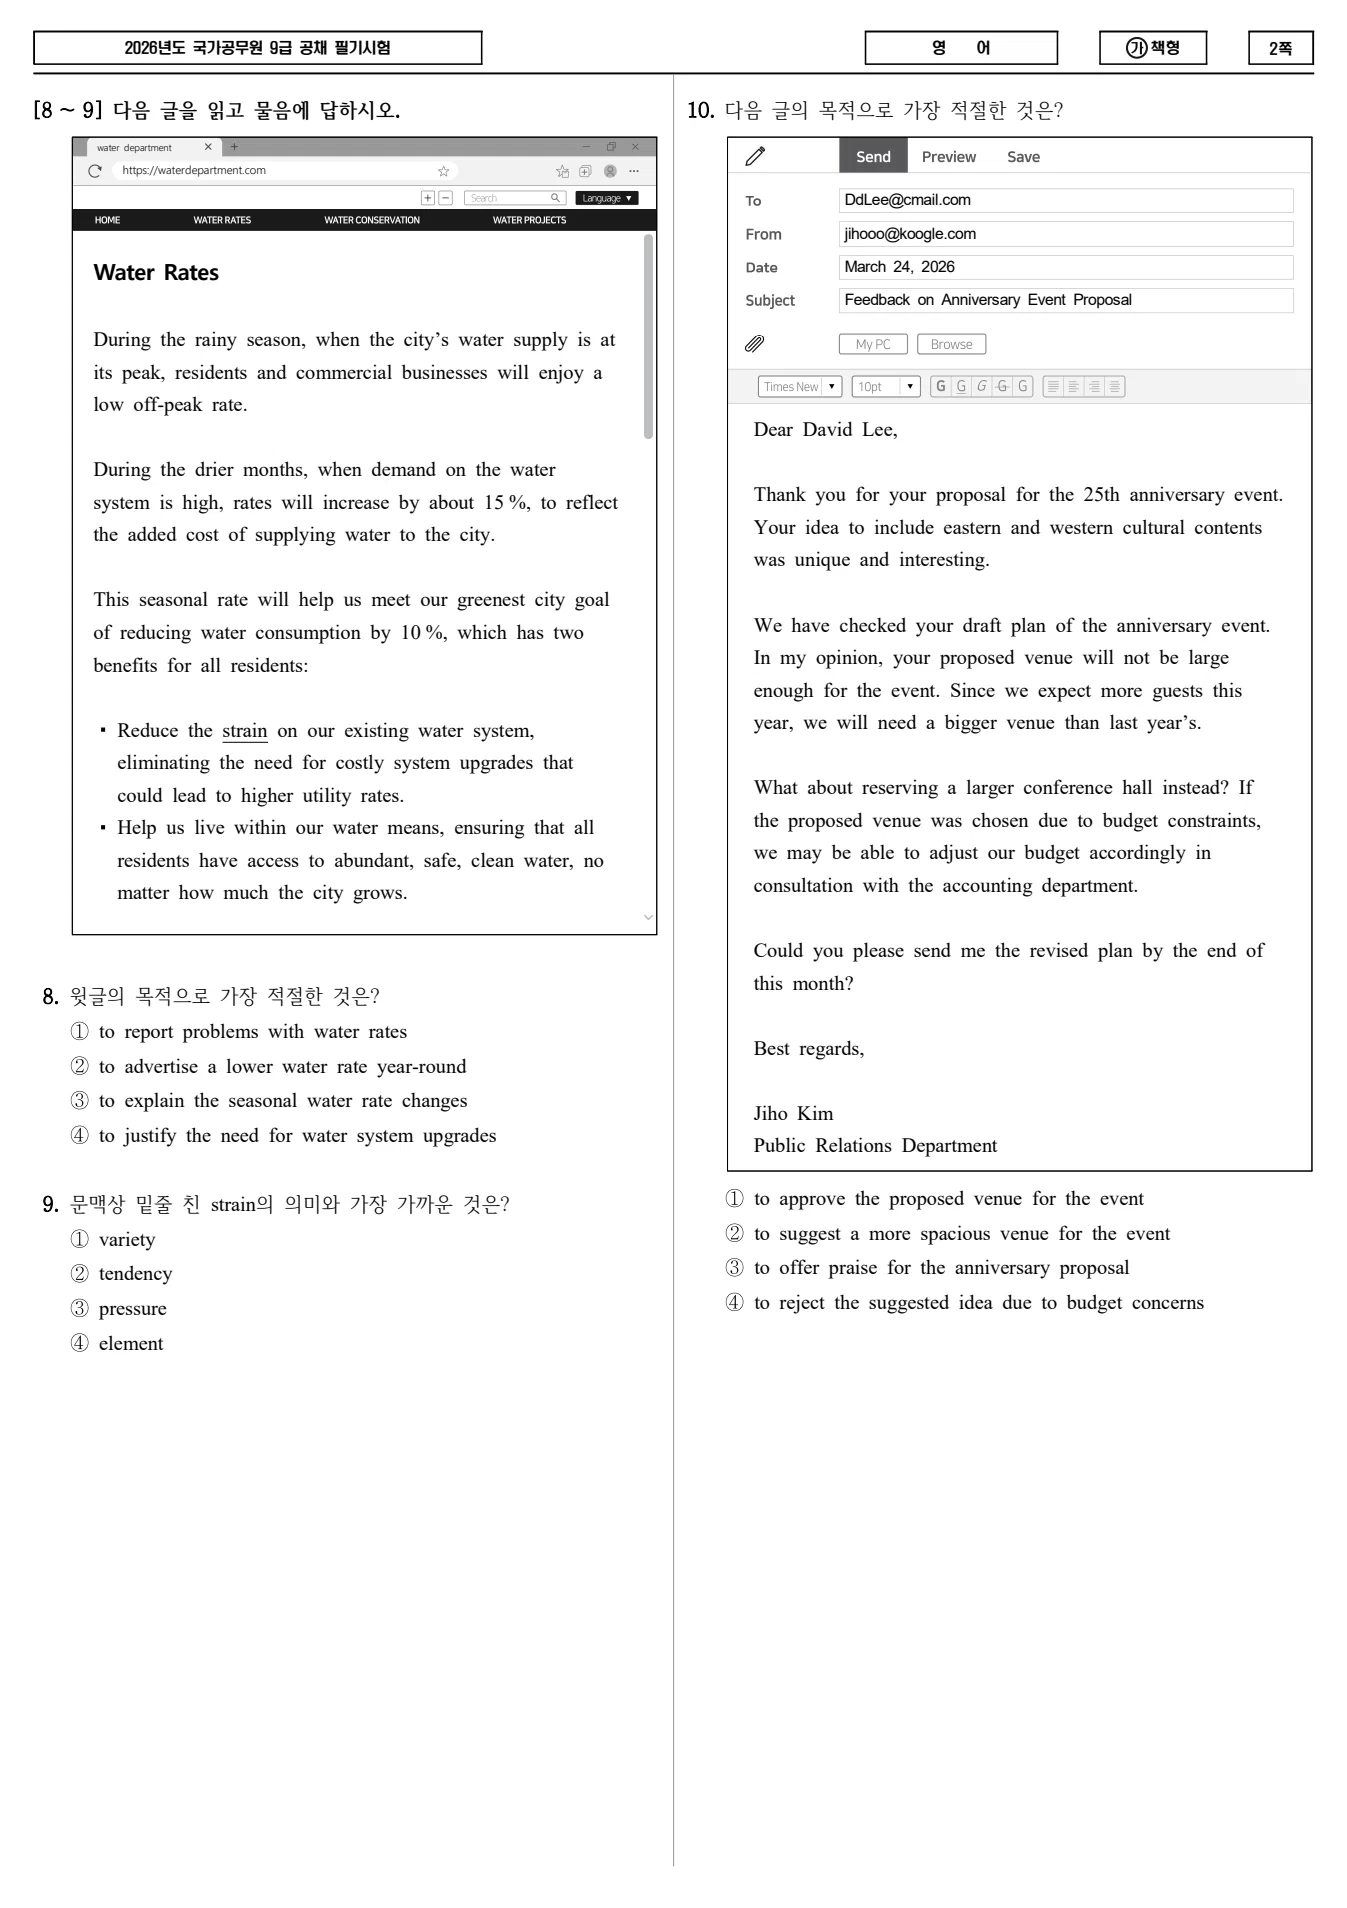 2026년도 국가공무원 9급 공채 필기시험
영 어
㉮ 책형
2쪽
[8 ~ 9] 다음 글을 읽고 물음에 답하시오.
water department × +
https://waterdepartment.com
+ − Search Language ▼
HOME WATER RATES WATER CONSERVATION WATER PROJECTS
Water Rates
During the rainy season, when the city's water supply is at
its peak, residents and commercial businesses will enjoy a
low off-peak rate.
During the drier months, when demand on the water
system is high, rates will increase by about 15 %, to reflect
the added cost of supplying water to the city.
This seasonal rate will help us meet our greenest city goal
of reducing water consumption by 10 %, which has two
benefits for all residents:
▪ Reduce the strain on our existing water system,
eliminating the need for costly system upgrades that
could lead to higher utility rates.
▪ Help us live within our water means, ensuring that all
residents have access to abundant, safe, clean water, no
matter how much the city grows.
8. 윗글의 목적으로 가장 적절한 것은?
① to report problems with water rates
② to advertise a lower water rate year-round
③ to explain the seasonal water rate changes
④ to justify the need for water system upgrades
9. 문맥상 밑줄 친 strain의 의미와 가장 가까운 것은?
① variety
② tendency
③ pressure
④ element
10. 다음 글의 목적으로 가장 적절한 것은?
Send Preview Save
To DdLee@cmail.com
From jihooo@koogle.com
Date March 24, 2026
Subject Feedback on Anniversary Event Proposal
My PC Browse
Times New ▼ 10pt ▼ G G G G G
Dear David Lee,
Thank you for your proposal for the 25th anniversary event.
Your idea to include eastern and western cultural contents
was unique and interesting.
We have checked your draft plan of the anniversary event.
In my opinion, your proposed venue will not be large
enough for the event. Since we expect more guests this
year, we will need a bigger venue than last year's.
What about reserving a larger conference hall instead? If
the proposed venue was chosen due to budget constraints,
we may be able to adjust our budget accordingly in
consultation with the accounting department.
Could you please send me the revised plan by the end of
this month?
Best regards,
Jiho Kim
Public Relations Department
① to approve the proposed venue for the event
② to suggest a more spacious venue for the event
③ to offer praise for the anniversary proposal
④ to reject the suggested idea due to budget concerns